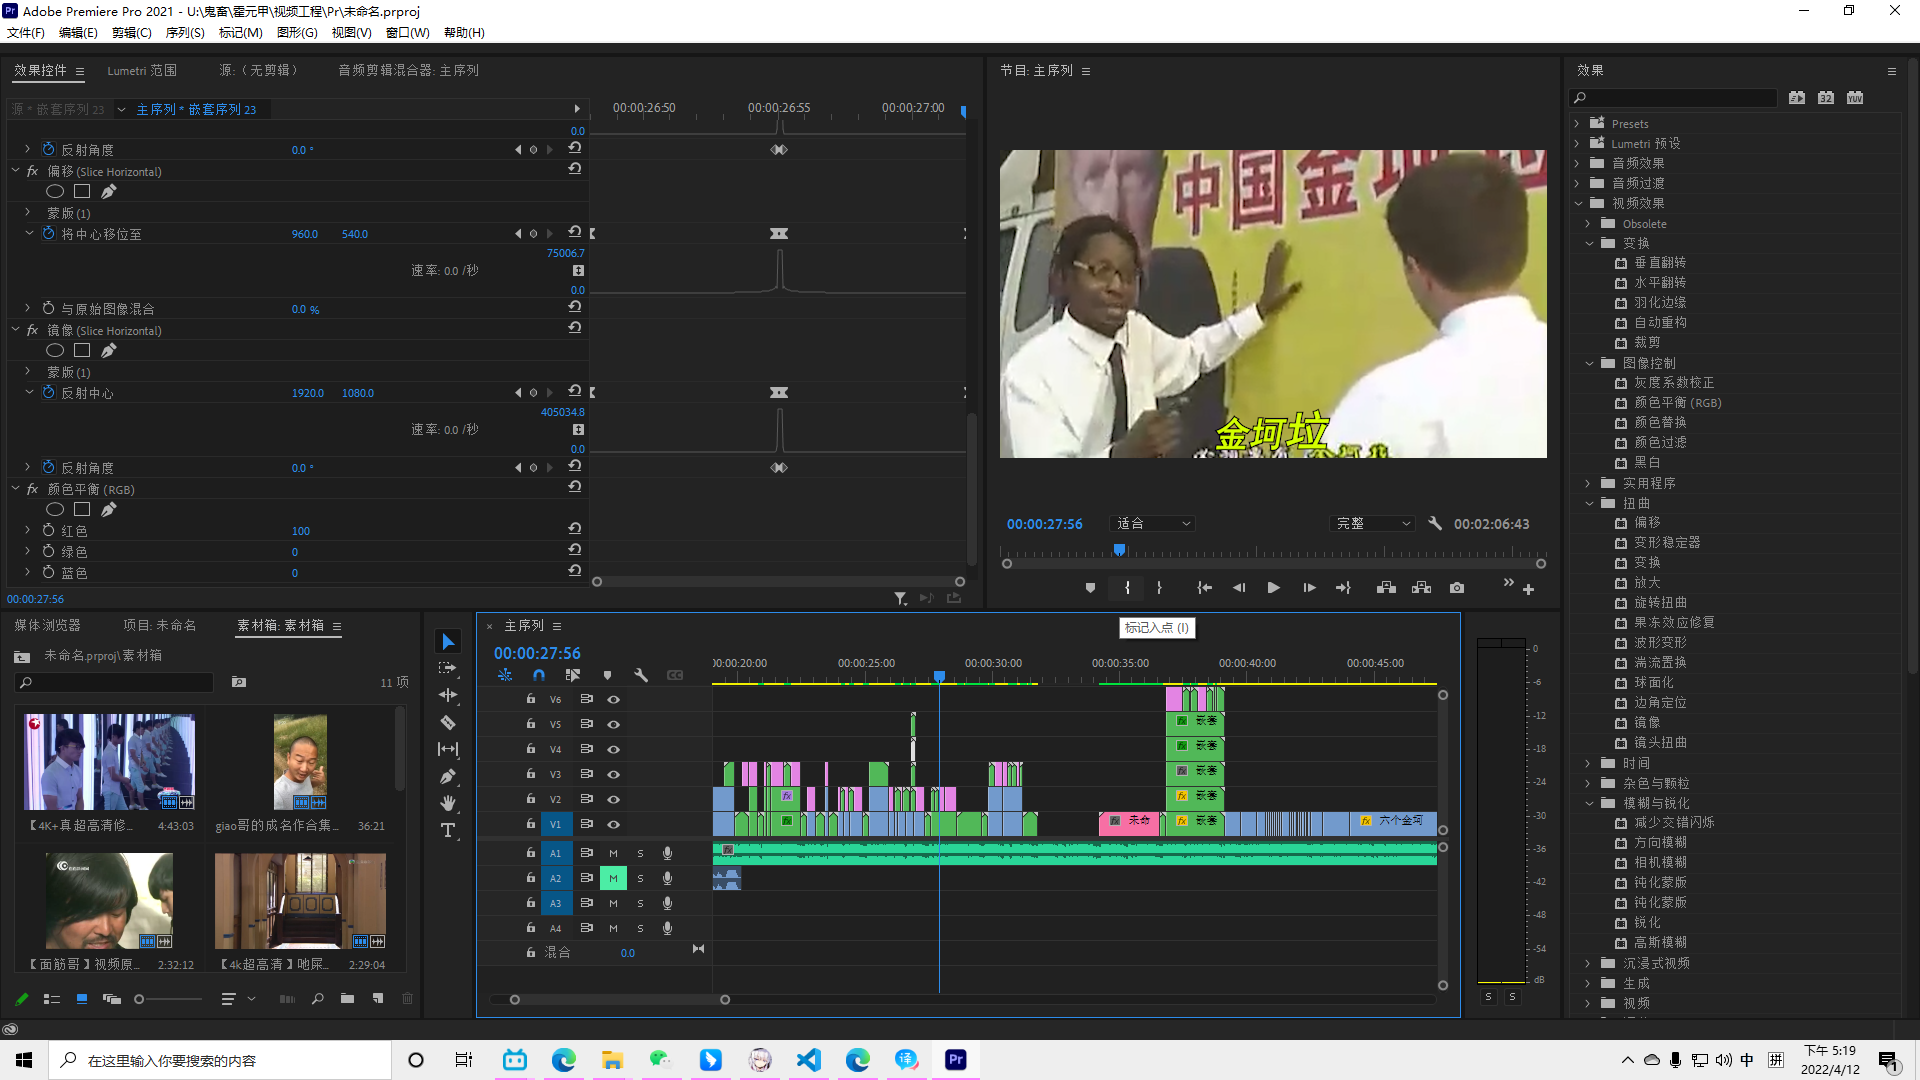 Adobe Premiere Pro 2021 - U:\鬼畜\霍元甲\视频工程\Pr\未命名.prproj
文件(F) 编辑(E) 剪辑(C) 序列(S) 标记(M) 图形(G) 视图(V) 窗口(W) 帮助(H)
效果控件
Lumetri 范围
源:（无剪辑）
音频剪辑混合器: 主序列
源 * 嵌套序列 23
主序列 * 嵌套序列 23
00:00:26:50
00:00:26:55
00:00:27:00
0.0
反射角度 0.0 °
fx 偏移 (Slice Horizontal)
蒙版 (1)
将中心移位至 960.0 540.0
75006.7
速率: 0.0 /秒
0.0
与原始图像混合 0.0 %
fx 镜像 (Slice Horizontal)
蒙版 (1)
反射中心 1920.0 1080.0
405034.8
速率: 0.0 /秒
0.0
反射角度 0.0 °
fx 颜色平衡 (RGB)
红色 100
绿色 0
蓝色 0
00:00:27:56
节目: 主序列
中国金
金坷垃
00:00:27:56
适合
完整
00:02:06:43
标记入点 (I)
效果
32
YUV
Presets
Lumetri 预设
音频效果
音频过渡
视频效果
Obsolete
变换
垂直翻转
水平翻转
羽化边缘
自动重构
裁剪
图像控制
灰度系数校正
颜色平衡 (RGB)
颜色替换
颜色过滤
黑白
实用程序
扭曲
偏移
变形稳定器
变换
放大
旋转扭曲
果冻效应修复
波形变形
湍流置换
球面化
边角定位
镜像
镜头扭曲
时间
杂色与颗粒
模糊与锐化
减少交错闪烁
方向模糊
相机模糊
钝化蒙版
钝化蒙版
锐化
高斯模糊
沉浸式视频
生成
视频
媒体浏览器
项目: 未命名
素材箱: 素材箱
未命名.prproj\素材箱
11 项
【4K+真超高清修... 4:43:03
giao哥的成名作合集... 36:21
【面筋哥】视频原... 2:32:12
【4k超高清 】吔屎... 2:29:04
主序列
00:00:27:56
00:00:20:00
00:00:25:00
00:00:30:00
00:00:35:00
00:00:40:00
00:00:45:00
V6
V5 嵌套
V4 嵌套
V3 嵌套
V2 fx 嵌套
V1 fx 未命 嵌套 六个金坷
A1 M S fx
A2 M S
A3 M S
A4 M S
混合 0.0
0
-6
-12
-18
-24
-30
-36
-42
-48
-54
dB
S S
在这里输入你要搜索的内容
译
Pr
中
拼
下午 5:19
2022/4/12
1